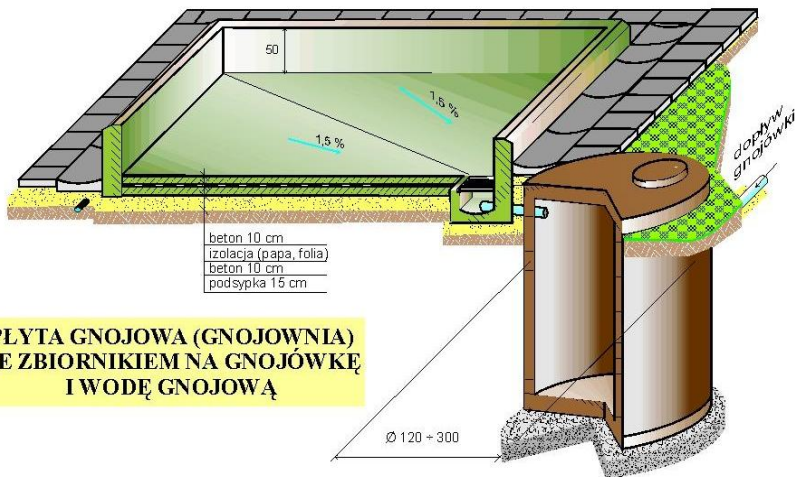 50
1,5 %
1,5 %
dopływ
gnojówki
beton 10 cm
izolacja (papa, folia)
beton 10 cm
podsypka 15 cm
PŁYTA GNOJOWA (GNOJOWNIA)
E ZBIORNIKIEM NA GNOJÓWKĘ
I WODĘ GNOJOWĄ
Ø 120 ÷ 300